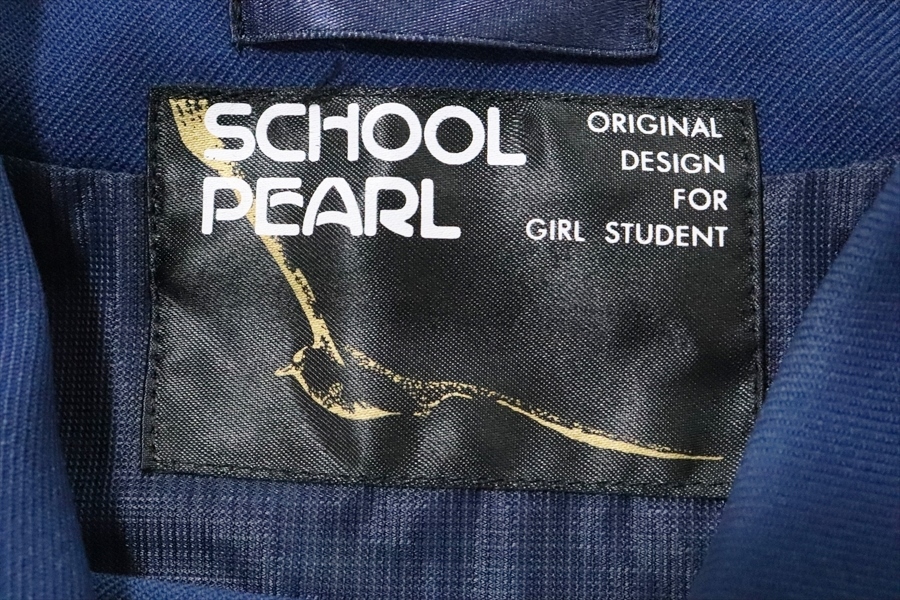 SCHOOL
PEARL
ORIGINAL
DESIGN
FOR
GIRL STUDENT